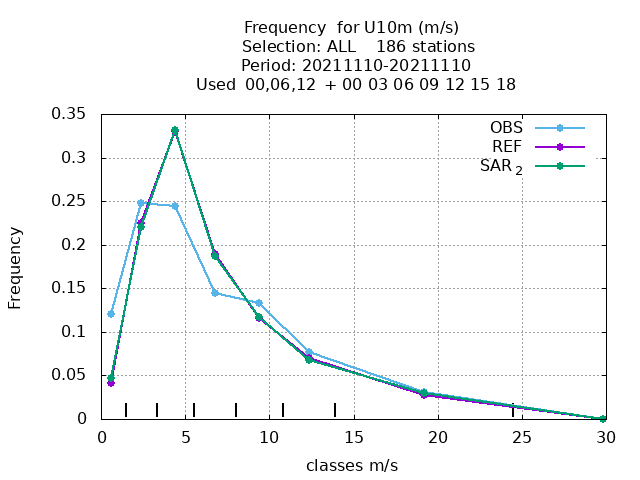 Frequency  for U10m (m/s)
Selection: ALL    186 stations
Period: 20211110-20211110
Used  00,06,12  + 00 03 06 09 12 15 18
OBS
REF
SAR 2
0.35
0.3
0.25
0.2
0.15
0.1
0.05
0
Frequency
0 5 10 15 20 25 30
classes m/s